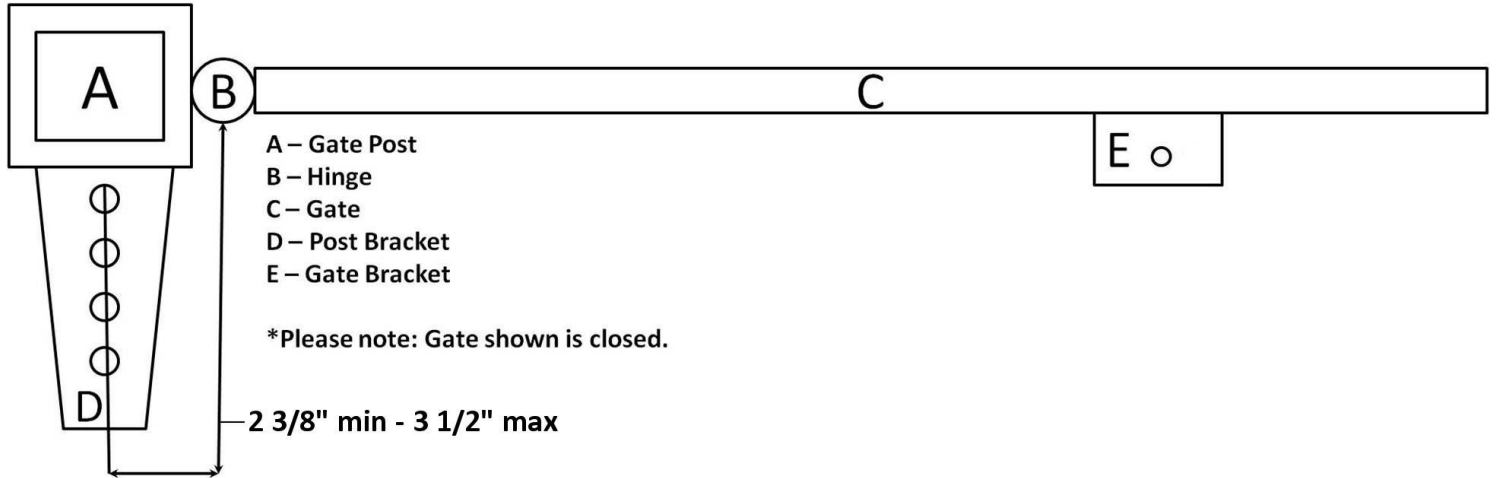 A
B
C
E
A – Gate Post
B – Hinge
C – Gate
D – Post Bracket
E – Gate Bracket
*Please note: Gate shown is closed.
D
2 3/8" min - 3 1/2" max